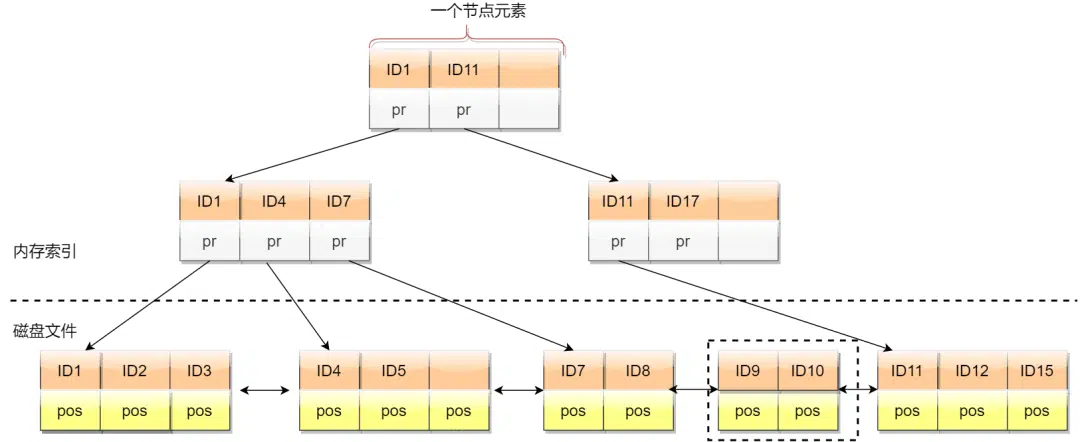 一个节点元素
ID1 ID11
pr pr
ID1 ID4 ID7
pr pr pr
ID11 ID17
pr pr
内存索引
磁盘文件
ID1 ID2 ID3
pos pos pos
ID4 ID5
pos pos pos
ID7 ID8
pos pos
ID9 ID10
pos pos
ID11 ID12 ID15
pos pos pos